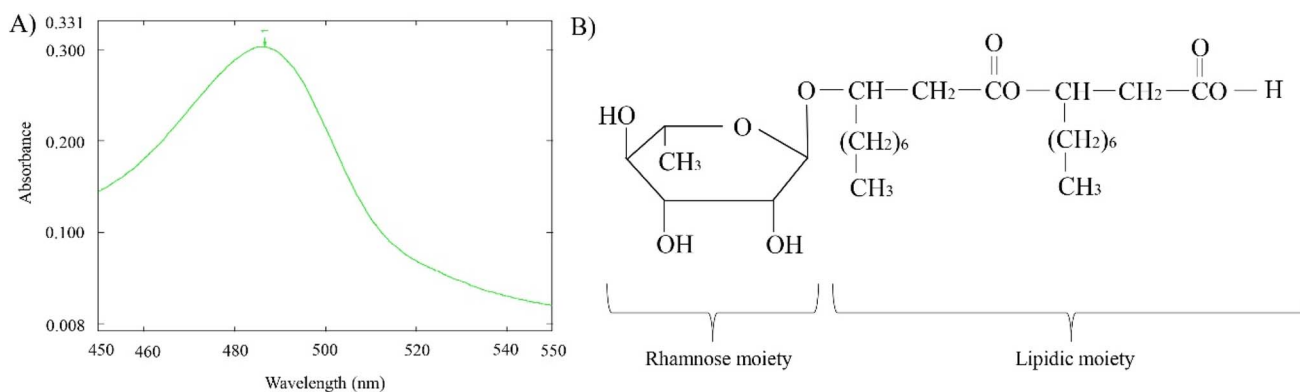 A)
0.331
0.300
0.200
0.100
0.008
Absorbance
1
450 460 480 500 520 540 550
Wavelength (nm)
B)
O O
O CH CH₂ CO CH CH₂ CO H
HO O (CH₂)₆ (CH₂)₆
CH₃ CH₃ CH₃
OH OH
Rhamnose moiety Lipidic moiety